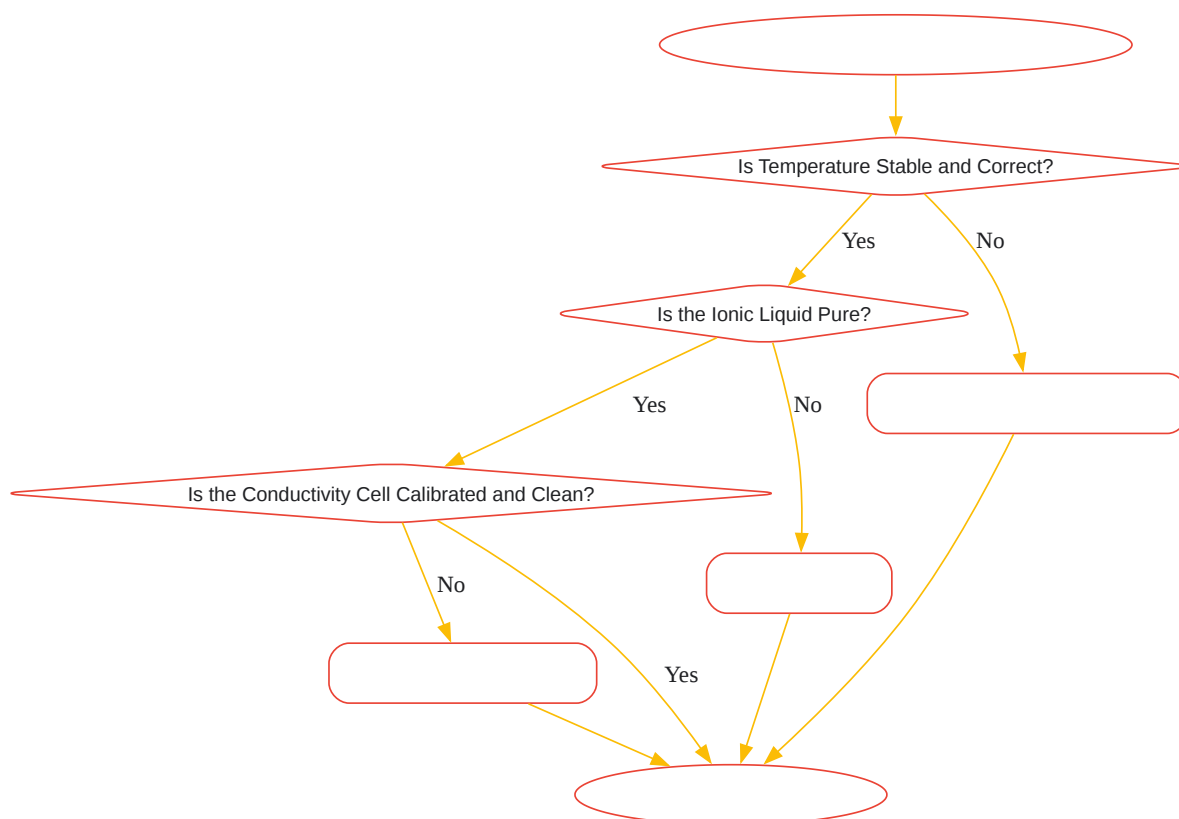 Is Temperature Stable and Correct?
Yes
No
Is the Ionic Liquid Pure?
Yes
No
Is the Conductivity Cell Calibrated and Clean?
No
Yes